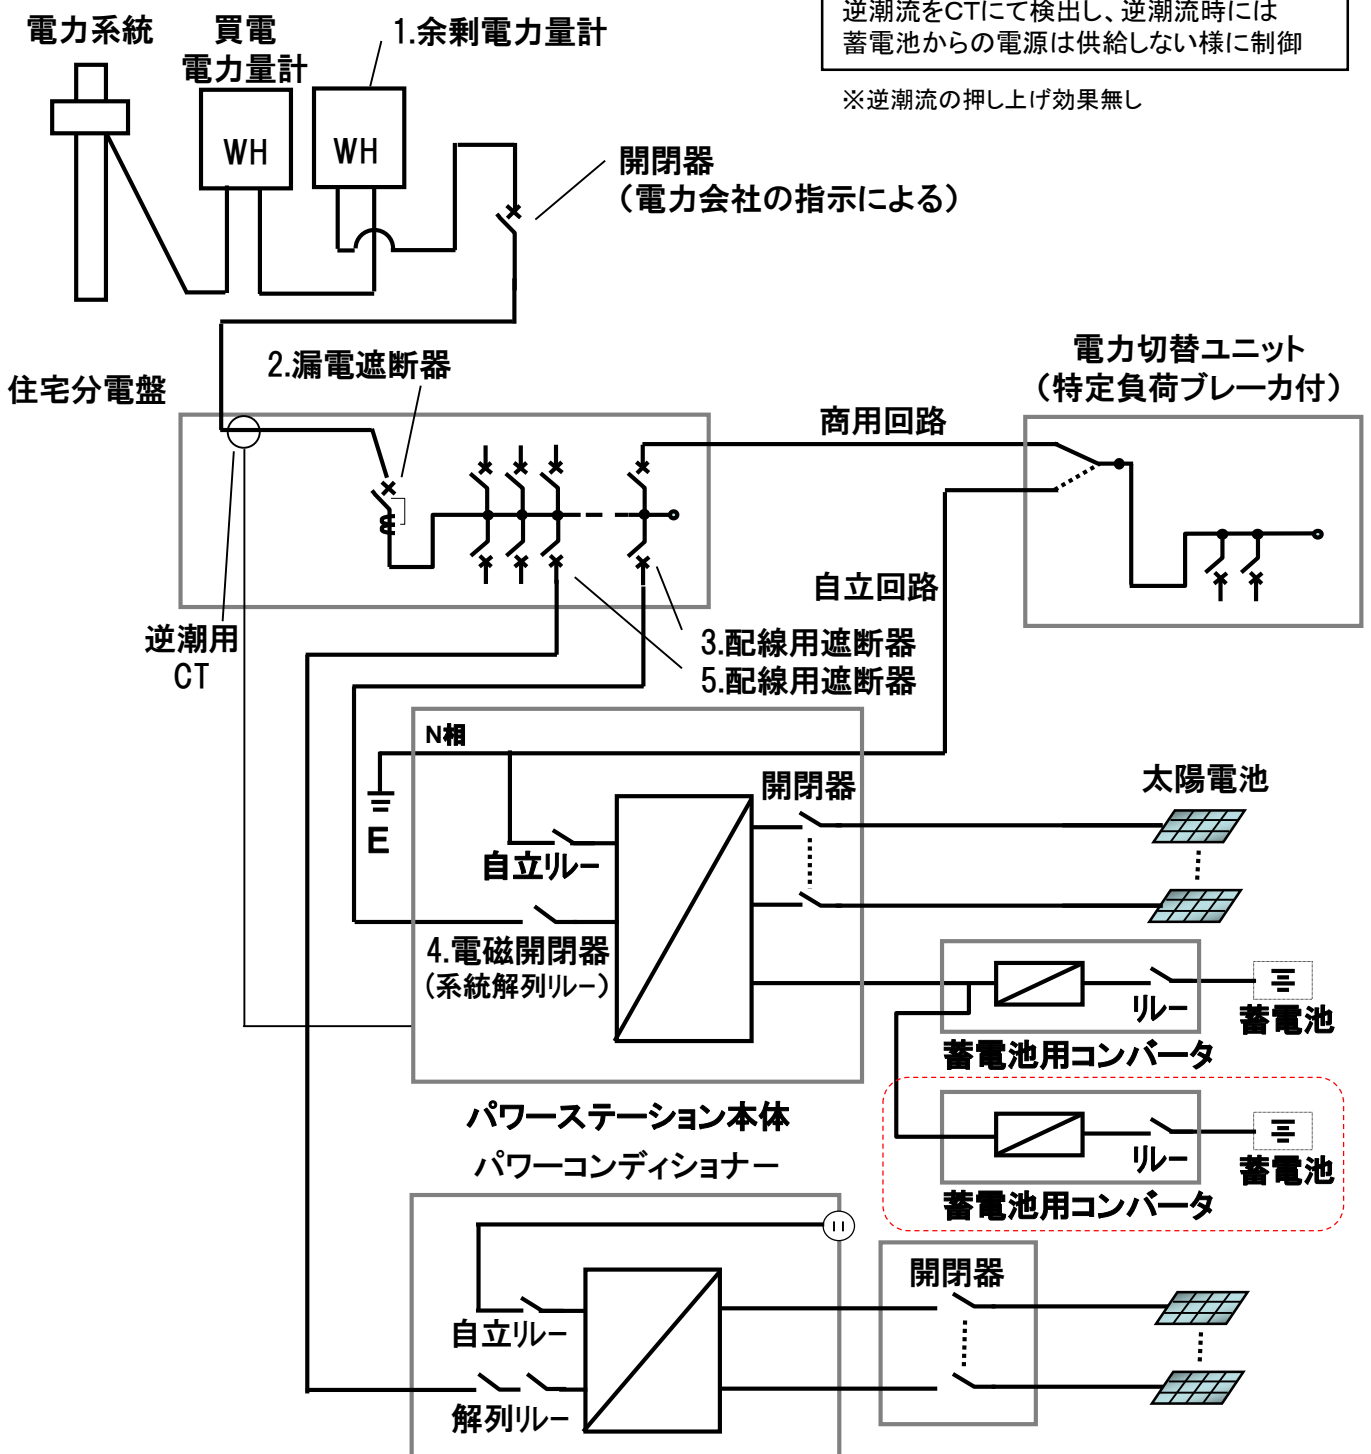 逆潮流をCTにて検出し、逆潮流時には
蓄電池からの電源は供給しない様に制御
※逆潮流の押し上げ効果無し
電力系統
買電
電力量計
1.余剰電力量計
WH
WH
開閉器
（電力会社の指示による）
電力切替ユニット
（特定負荷ブレーカ付）
住宅分電盤
2.漏電遮断器
商用回路
自立回路
逆潮用
CT
3.配線用遮断器
5.配線用遮断器
N相
E
自立リレー
開閉器
太陽電池
4.電磁開閉器
（系統解列リレー）
リレー
蓄電池
蓄電池用コンバータ
パワーステーション本体
リレー
蓄電池
蓄電池用コンバータ
パワーコンディショナー
開閉器
自立リレー
解列リレー